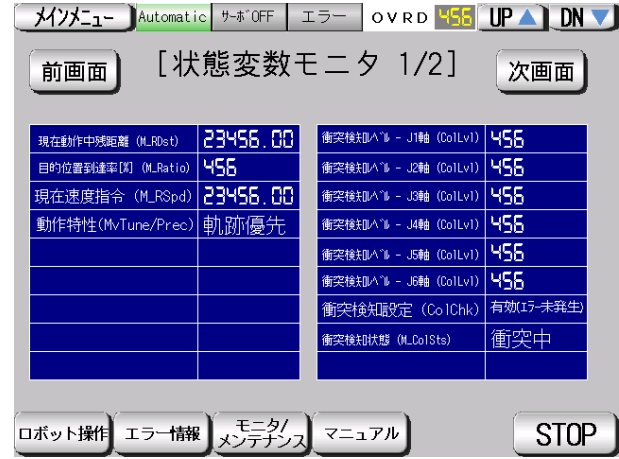 メインメニュー Automatic サーボOFF エラー OVRD 456 UP DN
前画面 [状態変数モニタ 1/2] 次画面
現在動作中残距離 (M_RDst) 23456.00
目的位置到達率[%] (M_Ratio) 456
現在速度指令 (M_RSpd) 23456.00
動作特性(MvTune/Prec) 軌跡優先
衝突検知レベル - J1軸 (ColLvl) 456
衝突検知レベル - J2軸 (ColLvl) 456
衝突検知レベル - J3軸 (ColLvl) 456
衝突検知レベル - J4軸 (ColLvl) 456
衝突検知レベル - J5軸 (ColLvl) 456
衝突検知レベル - J6軸 (ColLvl) 456
衝突検知設定 (ColChk) 有効(エラー未発生)
衝突検知状態 (M_ColSts) 衝突中
ロボット操作 エラー情報 モニタ/
メンテナンス マニュアル STOP